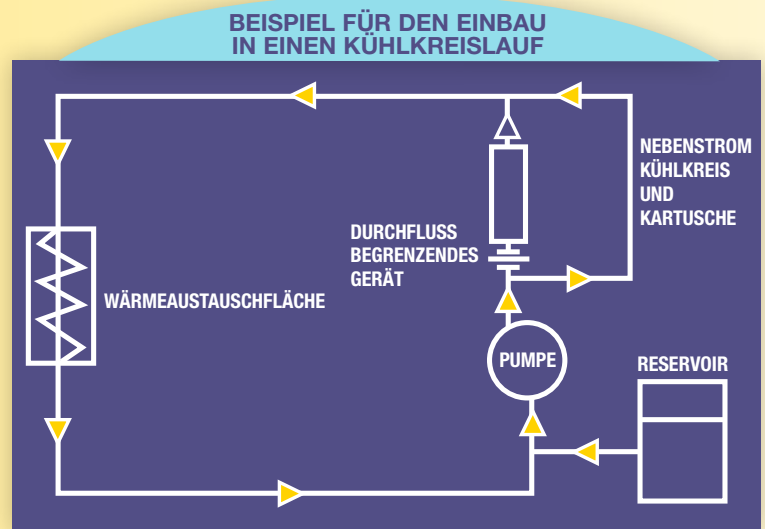 BEISPIEL FÜR DEN EINBAU
IN EINEN KÜHLKREISLAUF
NEBENSTROM
KÜHLKREIS
UND
KARTUSCHE
DURCHFLUSS
BEGRENZENDES
GERÄT
WÄRMEAUSTAUSCHFLÄCHE
PUMPE
RESERVOIR